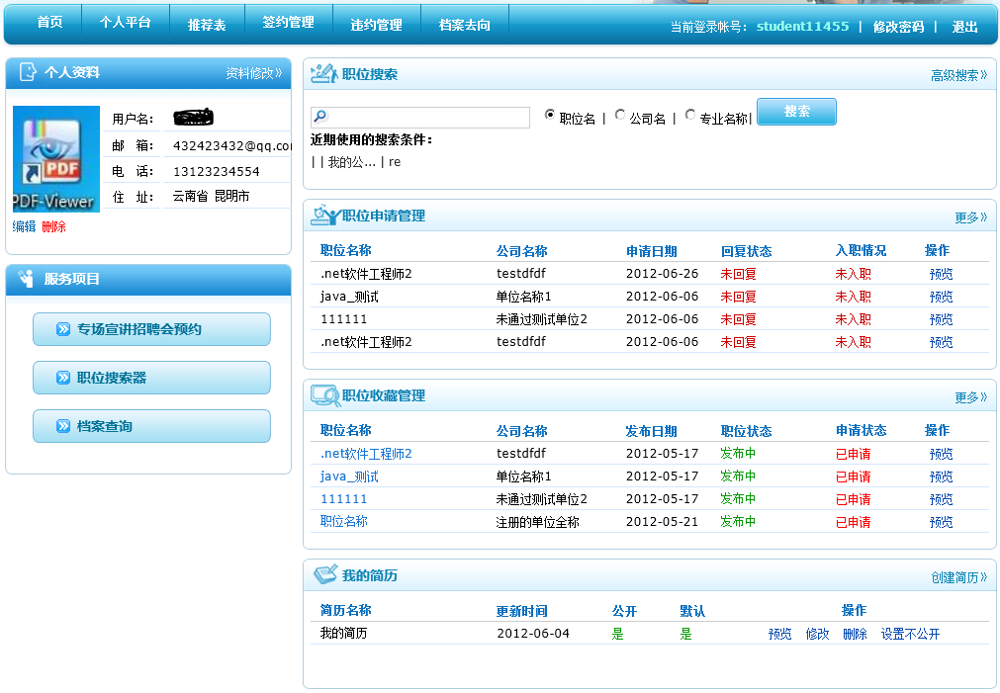 首页 个人平台 推荐表 签约管理 违约管理 档案去向 当前登录帐号: student11455 | 修改密码 | 退出
个人资料 资料修改》
PDF
PDF-Viewer
用户名:
邮 箱: 432423432@qq.co
电 话: 13123234554
住 址: 云南省 昆明市
编辑 删除
服务项目
专场宣讲招聘会预约
职位搜索器
档案查询
职位搜索 高级搜索》
职位名 | 公司名 | 专业名称| 搜索
近期使用的搜索条件:
| | 我的公... | re
职位申请管理 更多》
职位名称 公司名称 申请日期 回复状态 入职情况 操作
.net软件工程师2 testdfdf 2012-06-26 未回复 未入职 预览
java_测试 单位名称1 2012-06-06 未回复 未入职 预览
111111 未通过测试单位2 2012-06-06 未回复 未入职 预览
.net软件工程师2 testdfdf 2012-06-06 未回复 未入职 预览
职位收藏管理 更多》
职位名称 公司名称 发布日期 职位状态 申请状态 操作
.net软件工程师2 testdfdf 2012-05-17 发布中 已申请 预览
java_测试 单位名称1 2012-05-17 发布中 已申请 预览
111111 未通过测试单位2 2012-05-17 发布中 已申请 预览
职位名称 注册的单位全称 2012-05-21 发布中 已申请 预览
我的简历 创建简历》
简历名称 更新时间 公开 默认 操作
我的简历 2012-06-04 是 是 预览 修改 删除 设置不公开